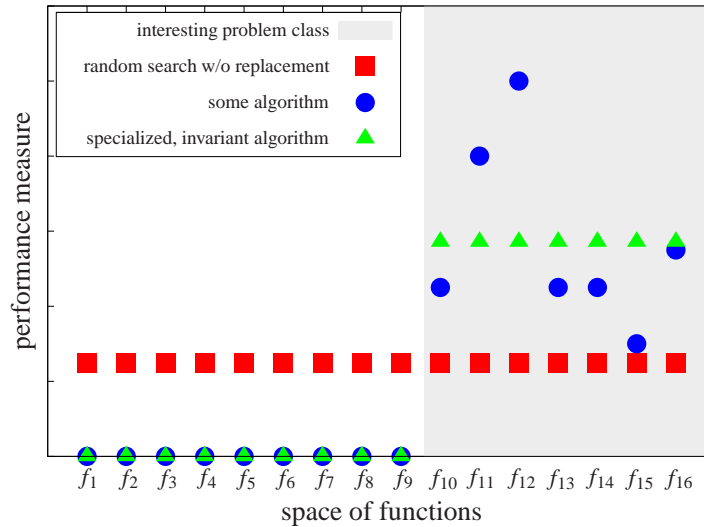 interesting problem class
random search w/o replacement
some algorithm
specialized, invariant algorithm
performance measure
f1 f2 f3 f4 f5 f6 f7 f8 f9 f10 f11 f12 f13 f14 f15 f16
space of functions